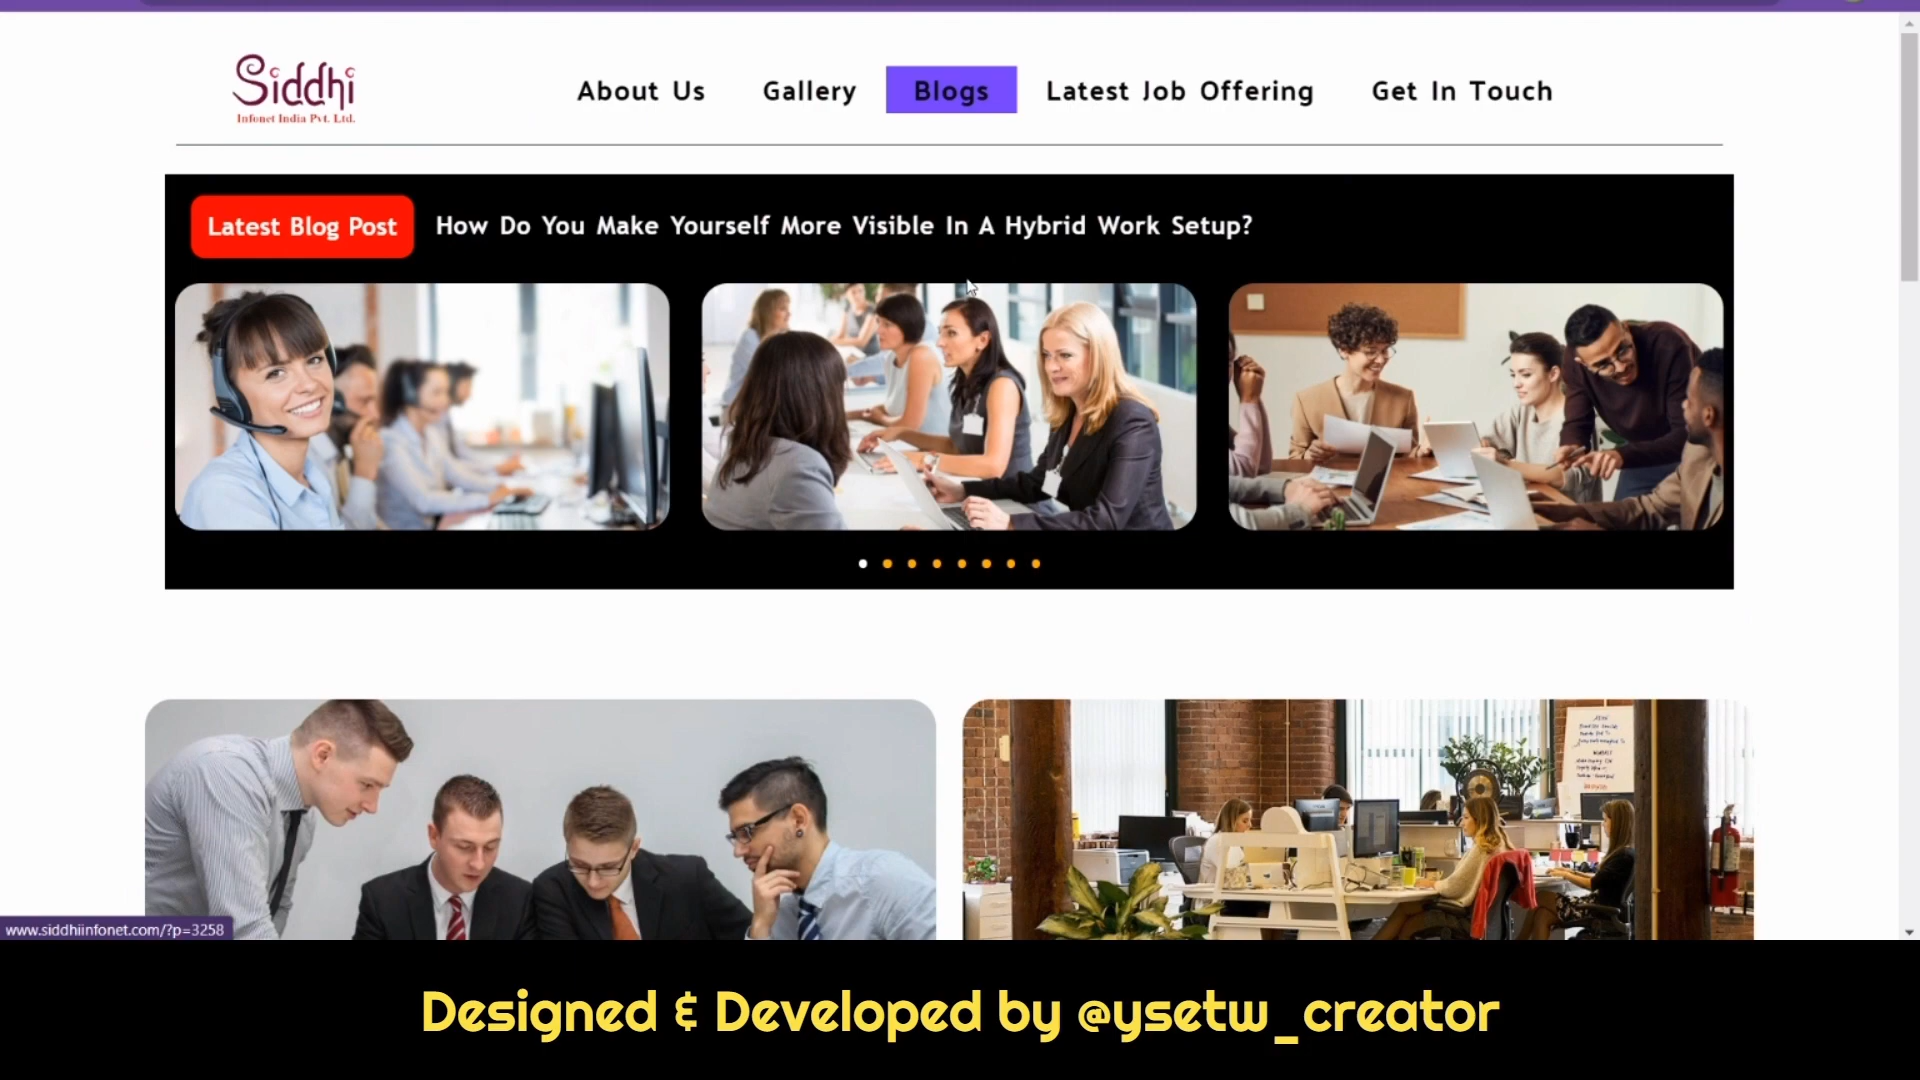 Siddhi
Infonet India Pvt. Ltd.
About Us
Gallery
Blogs
Latest Job Offering
Get In Touch
Latest Blog Post
How Do You Make Yourself More Visible In A Hybrid Work Setup?
www.siddhiinfonet.com/?p=3258
Designed & Developed by @ysetw_creator